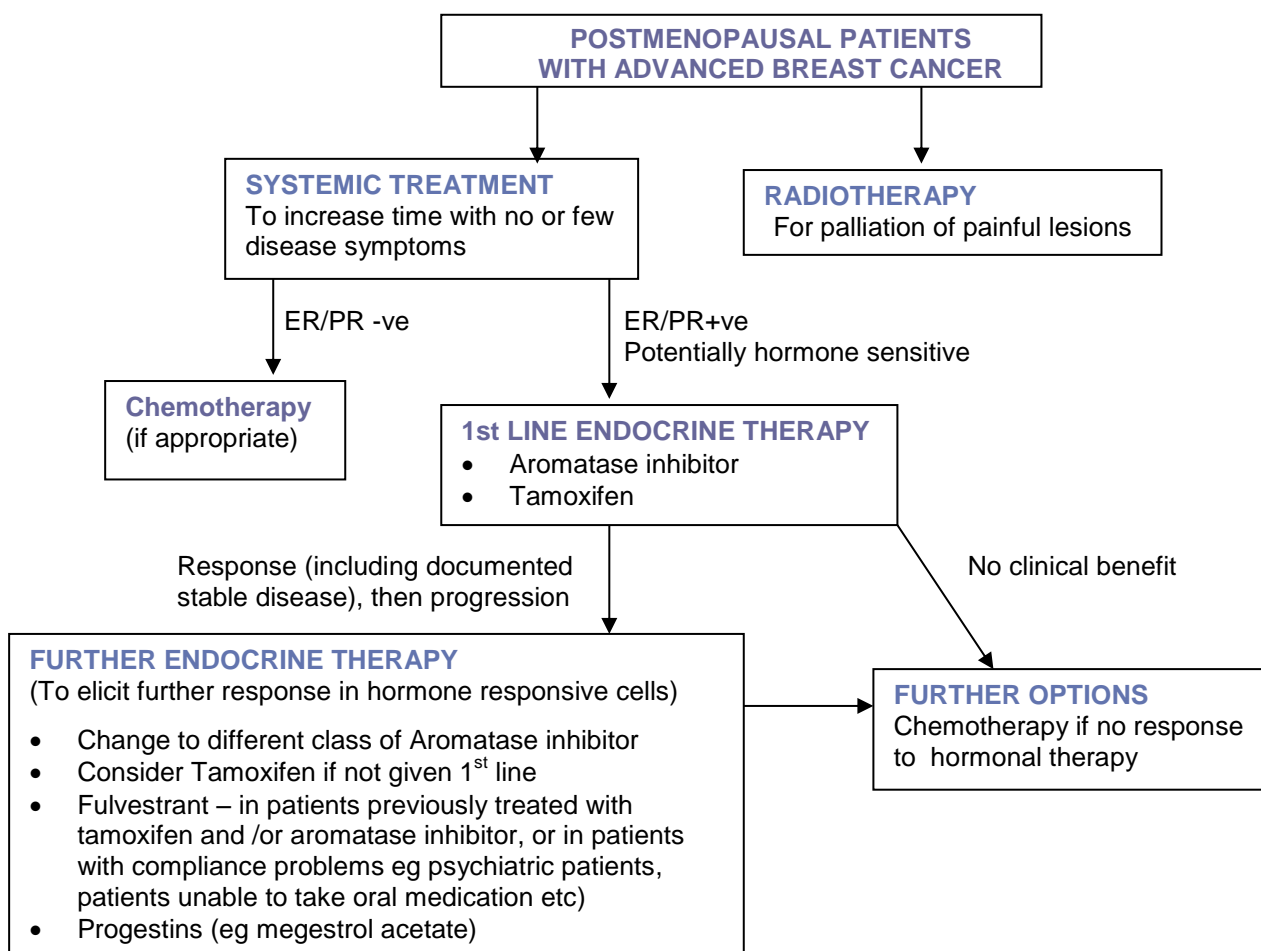 POSTMENOPAUSAL PATIENTS
WITH ADVANCED BREAST CANCER
SYSTEMIC TREATMENT
To increase time with no or few
disease symptoms
RADIOTHERAPY
For palliation of painful lesions
ER/PR -ve
ER/PR+ve
Potentially hormone sensitive
Chemotherapy
(if appropriate)
1st LINE ENDOCRINE THERAPY
• Aromatase inhibitor
• Tamoxifen
Response (including documented
stable disease), then progression
No clinical benefit
FURTHER ENDOCRINE THERAPY
(To elicit further response in hormone responsive cells)
• Change to different class of Aromatase inhibitor
• Consider Tamoxifen if not given 1st line
• Fulvestrant – in patients previously treated with
tamoxifen and /or aromatase inhibitor, or in patients
with compliance problems eg psychiatric patients,
patients unable to take oral medication etc)
• Progestins (eg megestrol acetate)
FURTHER OPTIONS
Chemotherapy if no response
to hormonal therapy